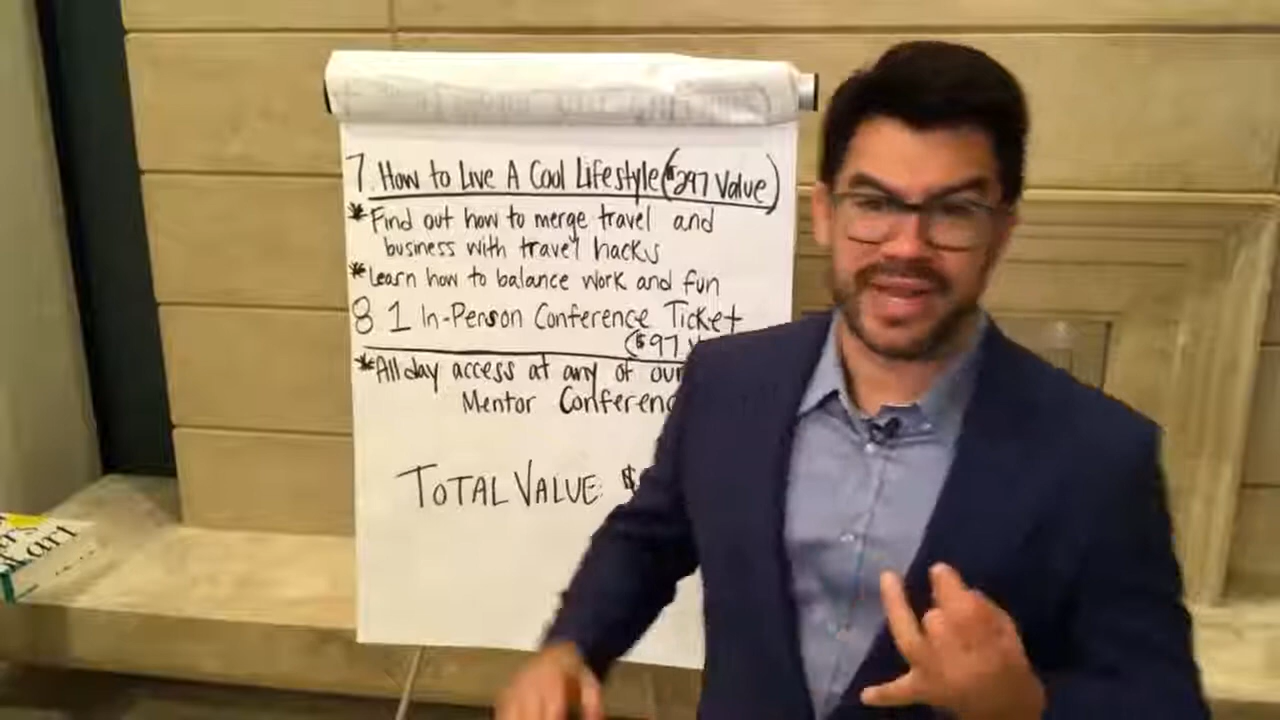 7. How to Live A Cool Lifestyle ($297 Value)
* Find out how to merge travel and
business with travel hacks
* Learn how to balance work and fun
8 1 In-Person Conference Ticket
($97
* All day access at any of our
Mentor
TOTAL VALUE: $